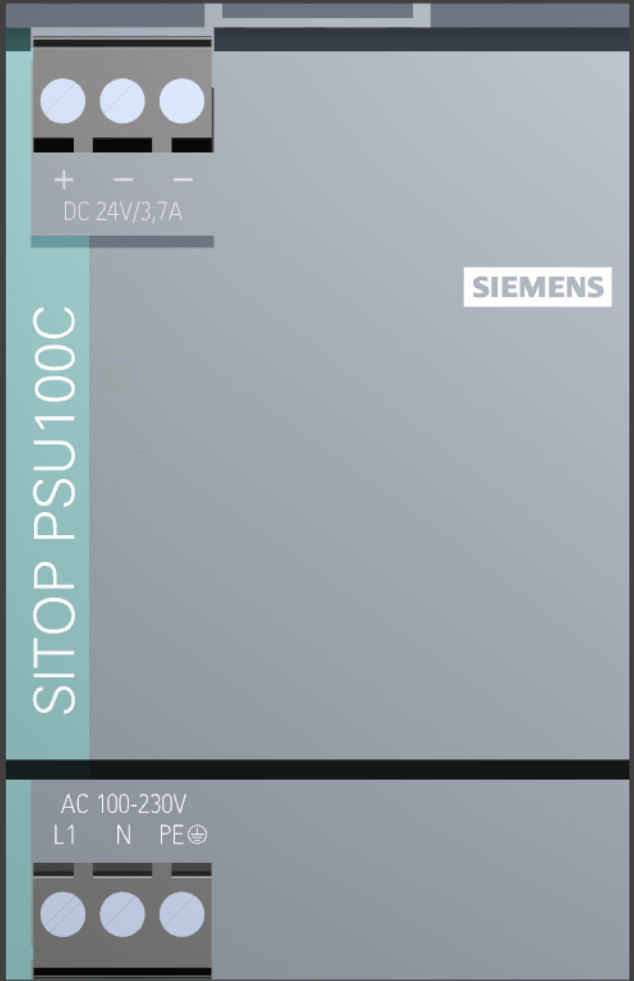 + − −
DC 24V/3,7A
SIEMENS
SITOP PSU100C
AC 100-230V
L1 N PE